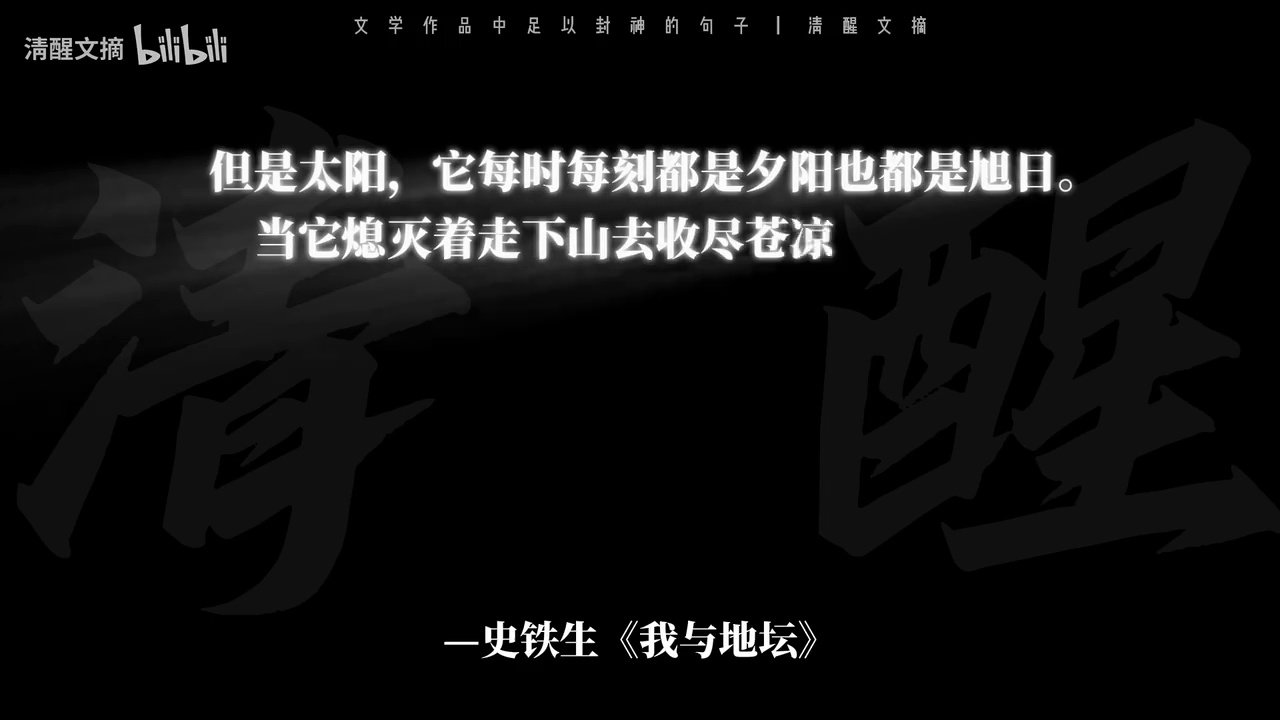 文学作品中足以封神的句子 | 清醒文摘
清醒文摘 bilibili
清醒
但是太阳，它每时每刻都是夕阳也都是旭日。
当它熄灭着走下山去收尽苍凉
—史铁生《我与地坛》